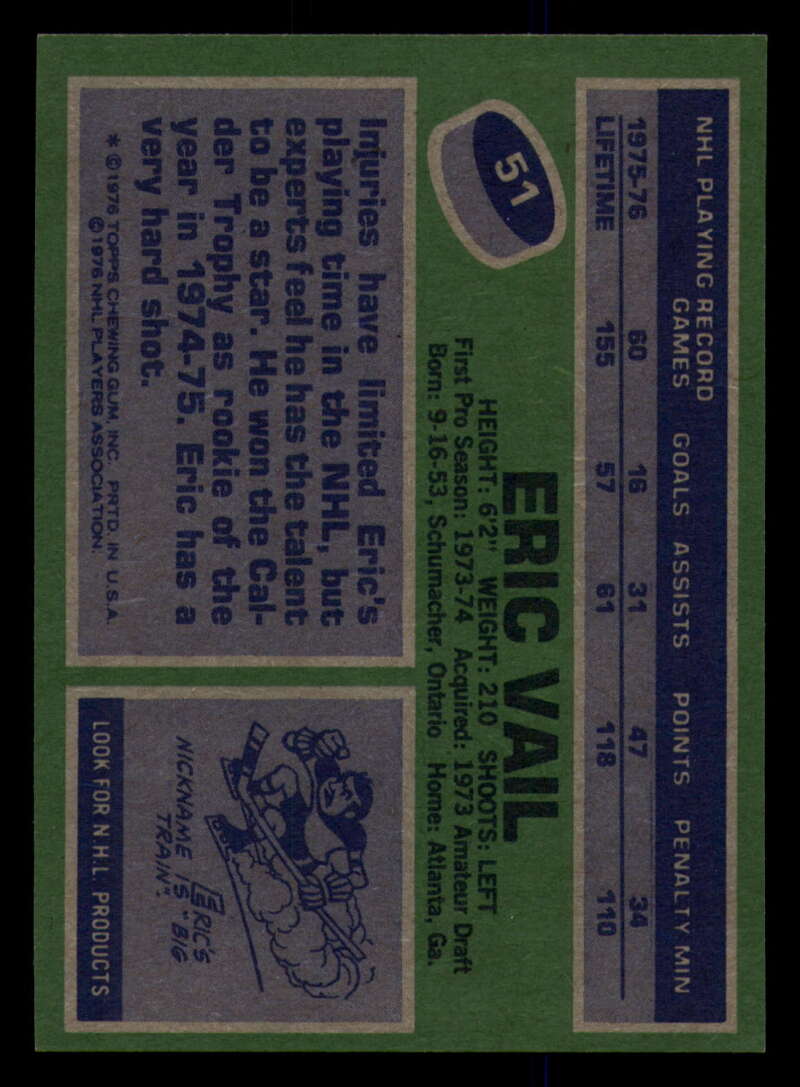 NHL PLAYING RECORD
GAMES GOALS ASSISTS POINTS PENALTY MIN
1975-76 60 16 31 47 34
LIFETIME 155 57 61 118 110
51
ERIC VAIL
HEIGHT: 6'2" WEIGHT: 210 SHOOTS: LEFT
First Pro Season: 1973-74 Acquired: 1973 Amateur Draft
Born: 9-16-53, Schumacher, Ontario Home: Atlanta, Ga.
Injuries have limited Eric's
playing time in the NHL, but
experts feel he has the talent
to be a star. He won the Cal-
der Trophy as rookie of the
year in 1974-75. Eric has a
very hard shot.
* © 1976 TOPPS CHEWING GUM, INC. PRTD. IN U.S.A.
© 1976 NHL PLAYERS ASSOCIATION.
ERIC'S
NICKNAME IS "BIG
TRAIN".
LOOK FOR N.H.L. PRODUCTS